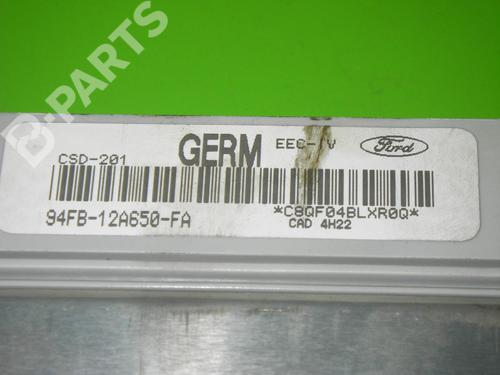 B-PARTS
GERM EEC-IV Ford
CSD-201
94FB-12A650-FA *C8QF04BLXR0Q*
CAD 4H22